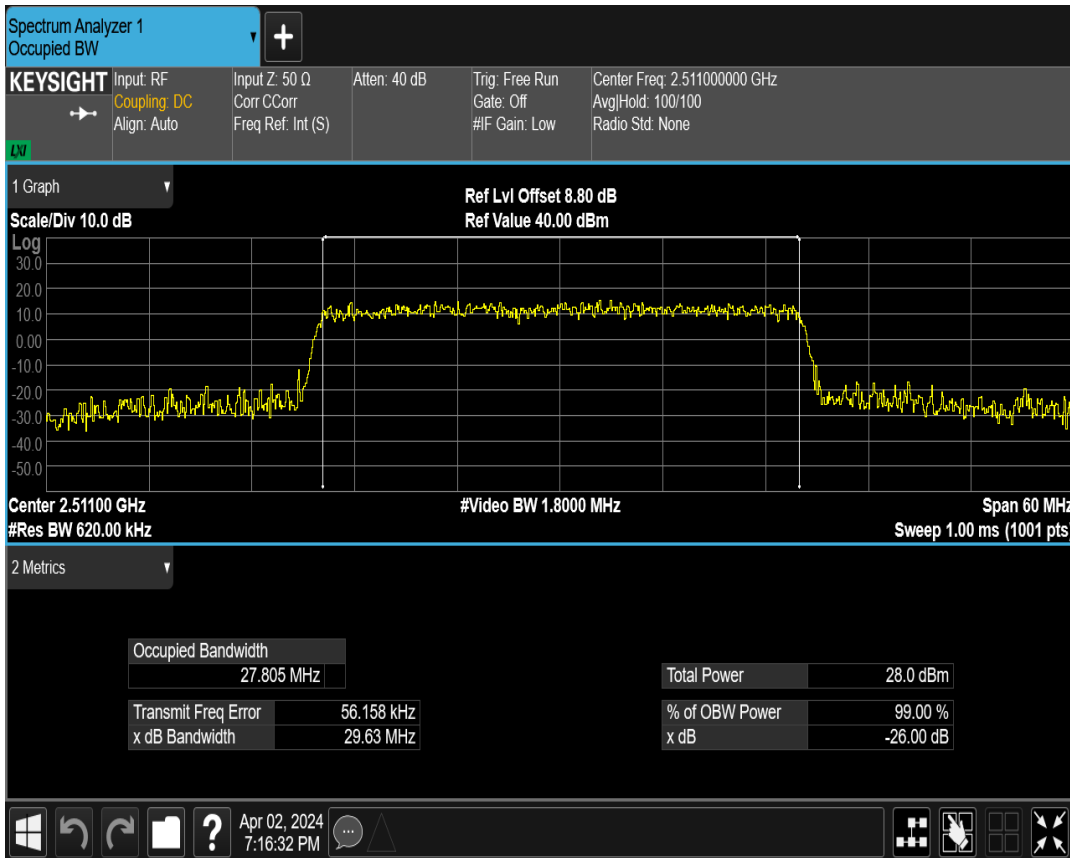 Spectrum Analyzer 1
Occupied BW
KEYSIGHT
LXI
Input: RF
Coupling: DC
Align: Auto
Input Z: 50 Ω
Corr CCorr
Freq Ref: Int (S)
Atten: 40 dB
Trig: Free Run
Gate: Off
#IF Gain: Low
Center Freq: 2.511000000 GHz
Avg|Hold: 100/100
Radio Std: None
1 Graph
Scale/Div 10.0 dB
Ref Lvl Offset 8.80 dB
Ref Value 40.00 dBm
Log
30.0
20.0
10.0
0.00
-10.0
-20.0
-30.0
-40.0
-50.0
Center 2.51100 GHz
#Video BW 1.8000 MHz
Span 60 MHz
#Res BW 620.00 kHz
Sweep 1.00 ms (1001 pts)
2 Metrics
Occupied Bandwidth
27.805 MHz
Total Power 28.0 dBm
Transmit Freq Error 56.158 kHz
% of OBW Power 99.00 %
x dB Bandwidth 29.63 MHz
x dB -26.00 dB
?
Apr 02, 2024
7:16:32 PM